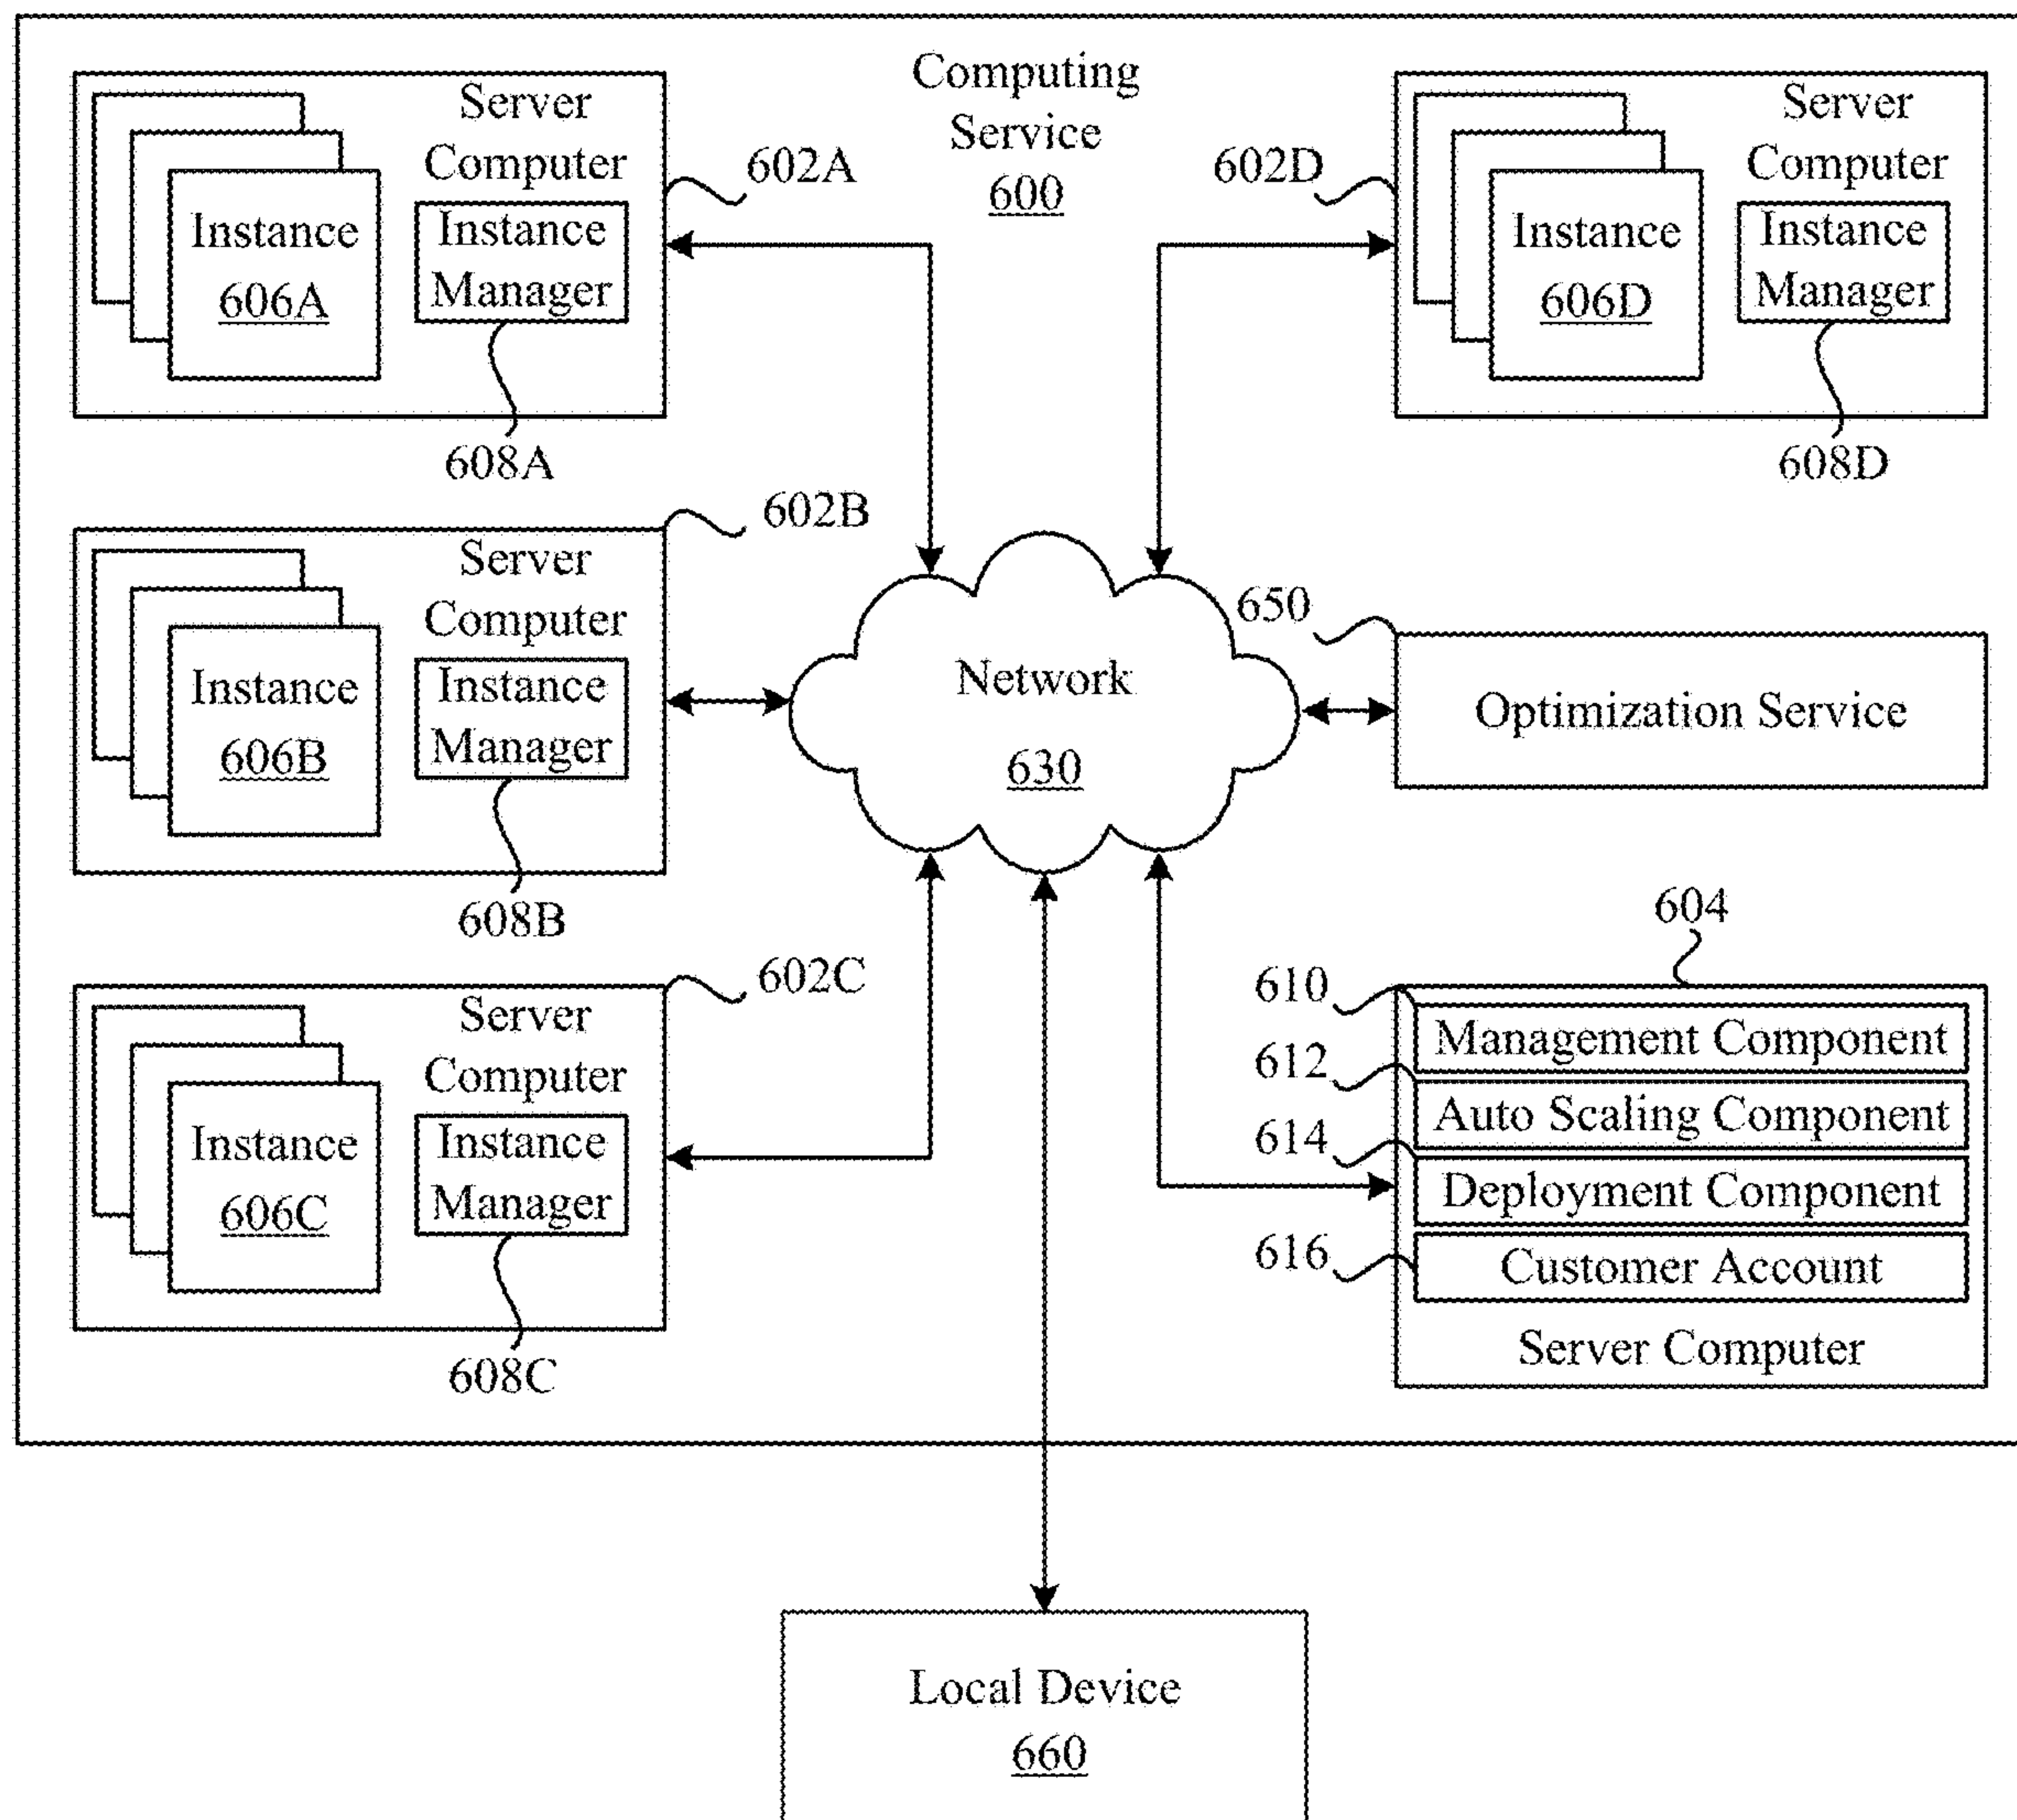 Computing
Service
600
Server
Computer
Instance
606A
Instance
Manager
602A
608A
602D
Server
Computer
Instance
606D
Instance
Manager
608D
602B
Server
Computer
Instance
606B
Instance
Manager
608B
Network
630
650
Optimization Service
602C
Server
Computer
Instance
606C
Instance
Manager
608C
604
610
Management Component
612
Auto Scaling Component
614
Deployment Component
616
Customer Account
Server Computer
Local Device
660